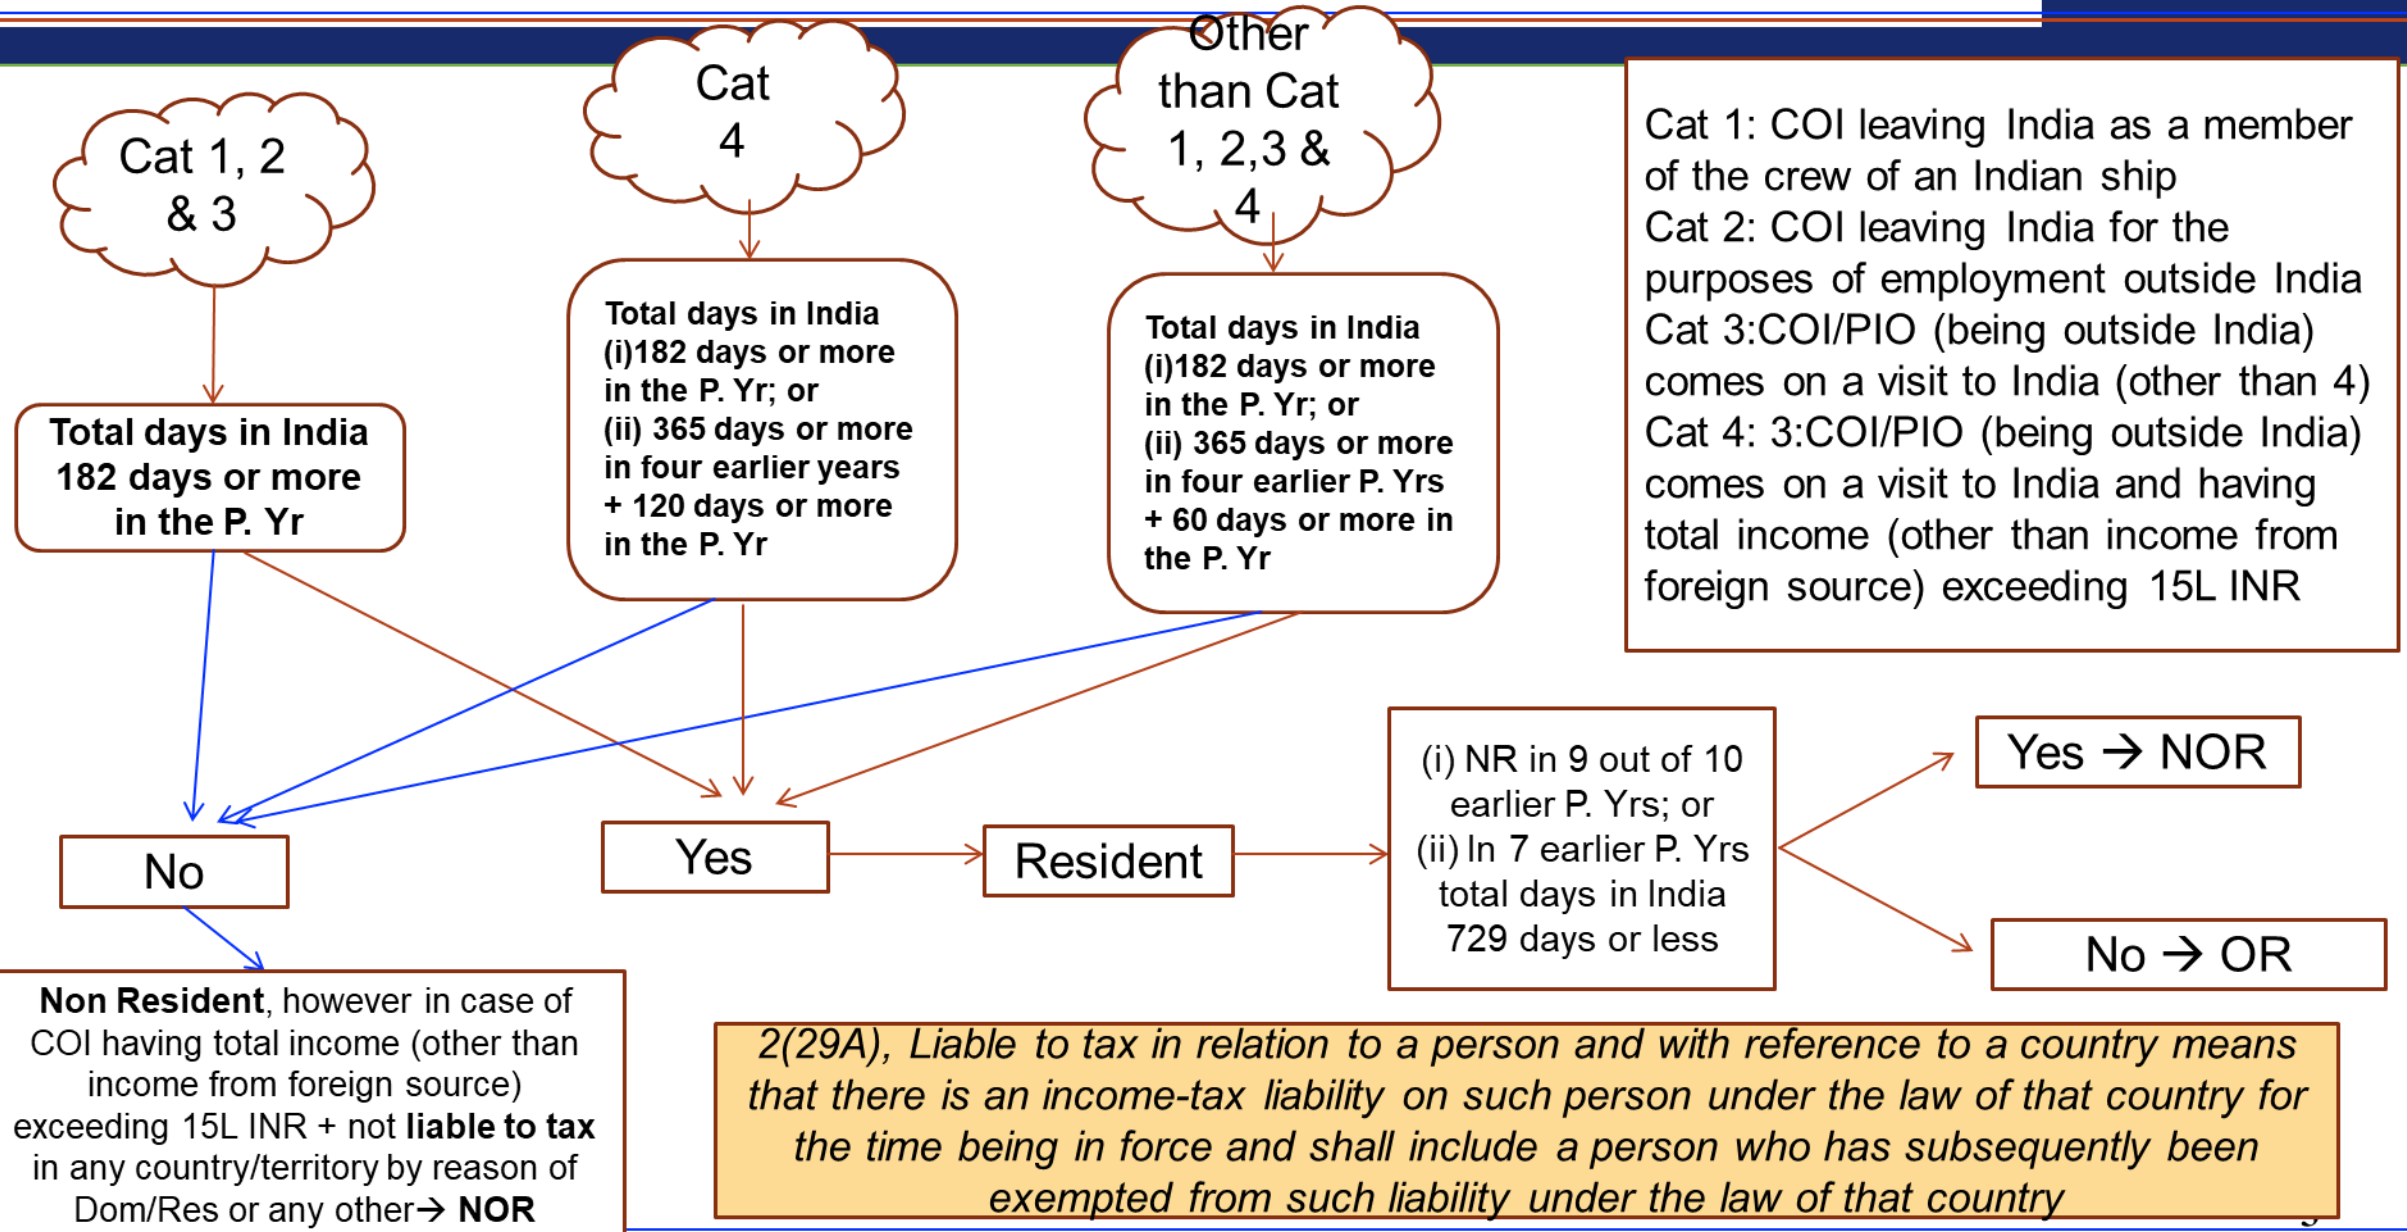 Cat 1, 2
& 3
Cat
4
Other
than Cat
1, 2,3 &
4
Cat 1: COI leaving India as a member
of the crew of an Indian ship
Cat 2: COI leaving India for the
purposes of employment outside India
Cat 3:COI/PIO (being outside India)
comes on a visit to India (other than 4)
Cat 4: 3:COI/PIO (being outside India)
comes on a visit to India and having
total income (other than income from
foreign source) exceeding 15L INR
Total days in India
182 days or more
in the P. Yr
Total days in India
(i)182 days or more
in the P. Yr; or
(ii) 365 days or more
in four earlier years
+ 120 days or more
in the P. Yr
Total days in India
(i)182 days or more
in the P. Yr; or
(ii) 365 days or more
in four earlier P. Yrs
+ 60 days or more in
the P. Yr
No
Yes
Resident
(i) NR in 9 out of 10
earlier P. Yrs; or
(ii) In 7 earlier P. Yrs
total days in India
729 days or less
Yes → NOR
No → OR
Non Resident, however in case of
COI having total income (other than
income from foreign source)
exceeding 15L INR + not liable to tax
in any country/territory by reason of
Dom/Res or any other→ NOR
2(29A), Liable to tax in relation to a person and with reference to a country means
that there is an income-tax liability on such person under the law of that country for
the time being in force and shall include a person who has subsequently been
exempted from such liability under the law of that country